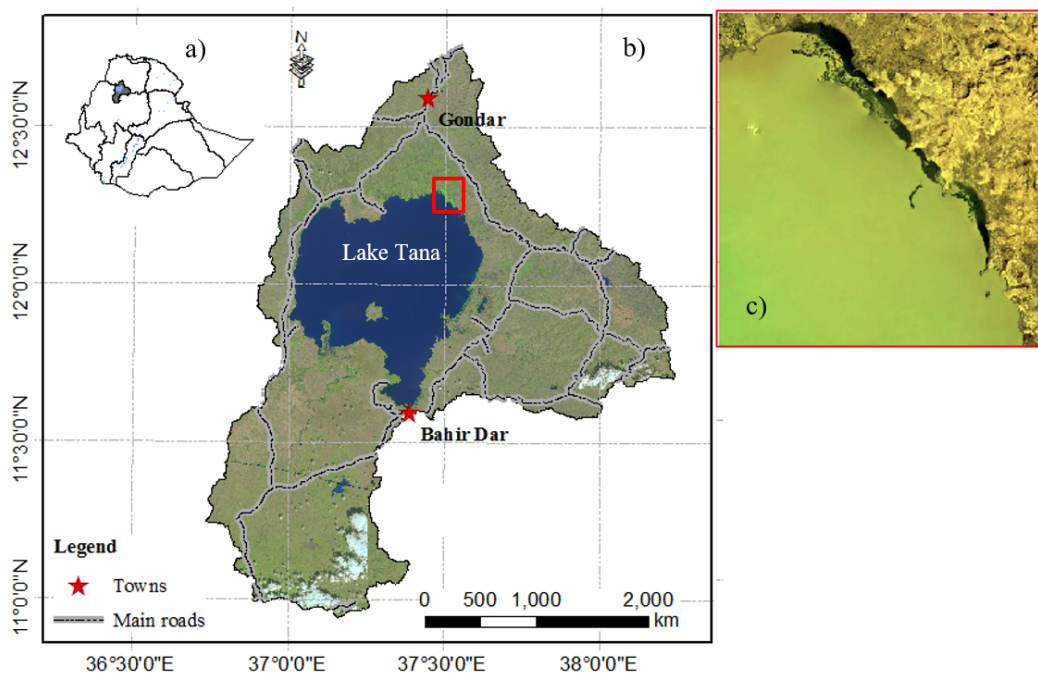 a)
N
b)
Gondar
Lake Tana
Bahir Dar
c)
Legend
Towns
Main roads
0 500 1,000 2,000
km
12°30'0"N
12°0'0"N
11°30'0"N
11°0'0"N
36°30'0"E 37°0'0"E 37°30'0"E 38°0'0"E